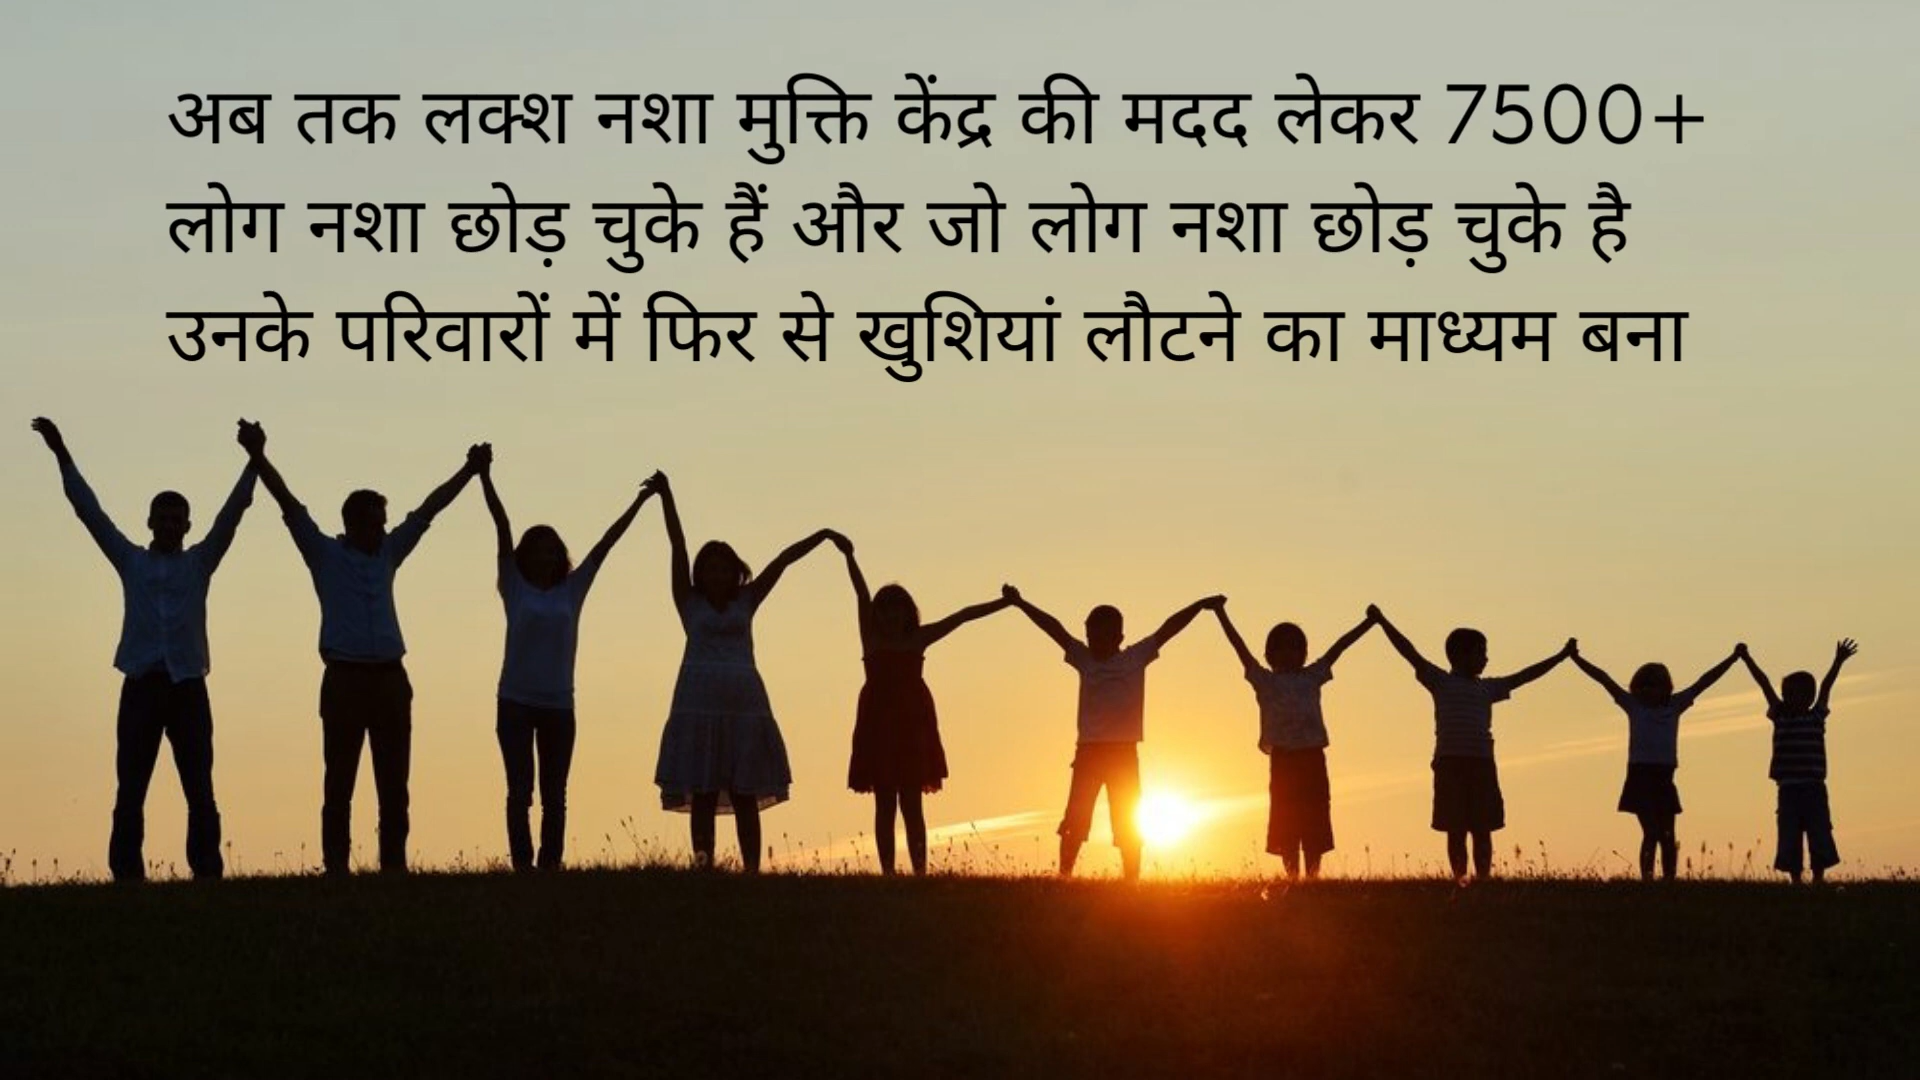 अब तक लक्श नशा मुक्ति केंद्र की मदद लेकर 7500+
लोग नशा छोड़ चुके हैं और जो लोग नशा छोड़ चुके है
उनके परिवारों में फिर से खुशियां लौटने का माध्यम बना